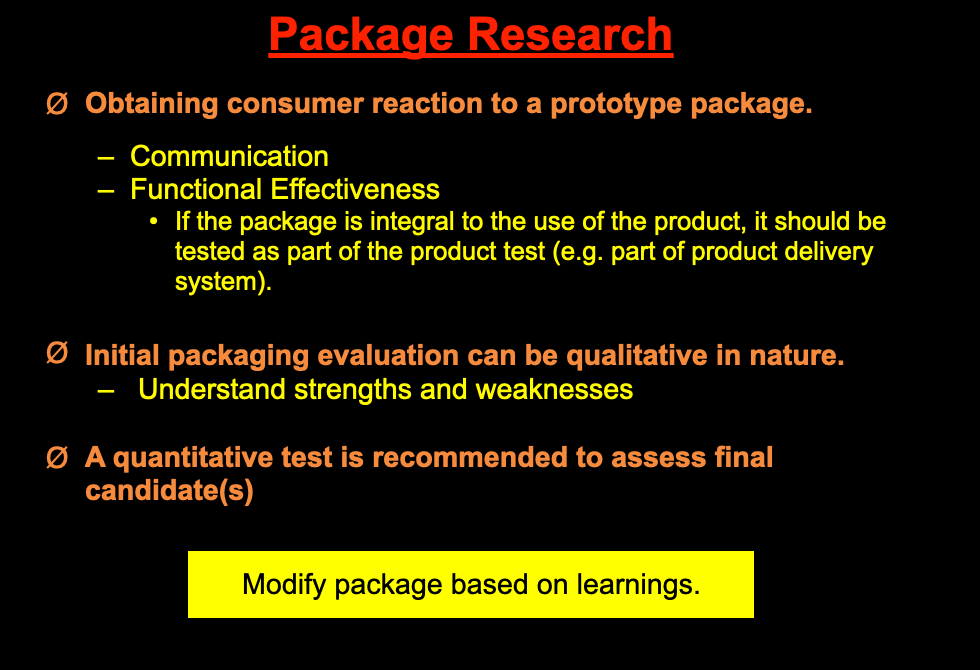 Package Research
Ø Obtaining consumer reaction to a prototype package.
– Communication
– Functional Effectiveness
• If the package is integral to the use of the product, it should be
tested as part of the product test (e.g. part of product delivery
system).
Ø Initial packaging evaluation can be qualitative in nature.
– Understand strengths and weaknesses
Ø A quantitative test is recommended to assess final
candidate(s)
Modify package based on learnings.